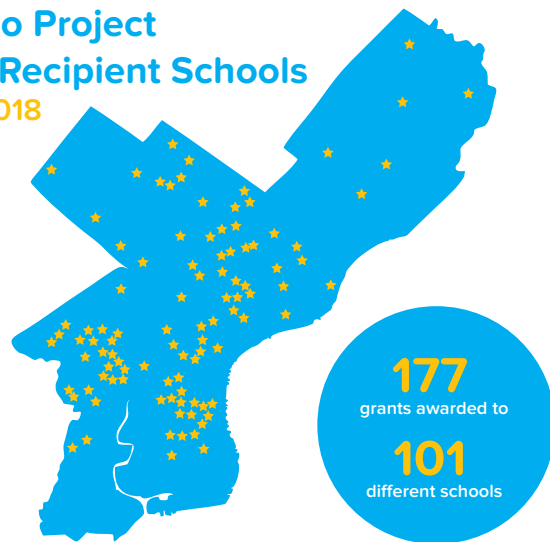 o Project
Recipient Schools
018
177
grants awarded to
101
different schools